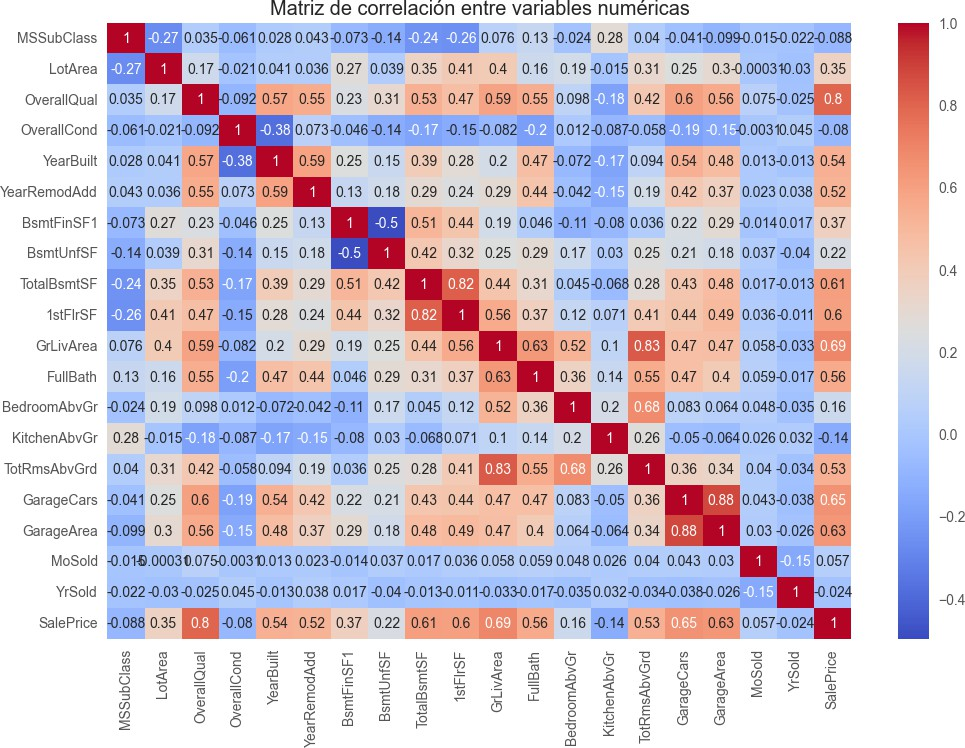 Matriz de correlación entre variables numéricas
MSSubClass 1 -0.27 0.035 -0.061 0.028 0.043 -0.073 -0.14 -0.24 -0.26 0.076 0.13 -0.024 0.28 0.04 -0.041 -0.099 -0.015 -0.022 -0.088
LotArea -0.27 1 0.17 -0.021 0.041 0.036 0.27 0.039 0.35 0.41 0.4 0.16 0.19 -0.015 0.31 0.25 0.3 -0.00031 -0.03 0.35
OverallQual 0.035 0.17 1 -0.092 0.57 0.55 0.23 0.31 0.53 0.47 0.59 0.55 0.098 -0.18 0.42 0.6 0.56 0.075 -0.025 0.8
OverallCond -0.061 -0.021 -0.092 1 -0.38 0.073 -0.046 -0.14 -0.17 -0.15 -0.082 -0.2 0.012 -0.087 -0.058 -0.19 -0.15 -0.0031 0.045 -0.08
YearBuilt 0.028 0.041 0.57 -0.38 1 0.59 0.25 0.15 0.39 0.28 0.2 0.47 -0.072 -0.17 0.094 0.54 0.48 0.013 -0.013 0.54
YearRemodAdd 0.043 0.036 0.55 0.073 0.59 1 0.13 0.18 0.29 0.24 0.29 0.44 -0.042 -0.15 0.19 0.42 0.37 0.023 0.038 0.52
BsmtFinSF1 -0.073 0.27 0.23 -0.046 0.25 0.13 1 -0.5 0.51 0.44 0.19 0.046 -0.11 -0.08 0.036 0.22 0.29 -0.014 0.017 0.37
BsmtUnfSF -0.14 0.039 0.31 -0.14 0.15 0.18 -0.5 1 0.42 0.32 0.25 0.29 0.17 0.03 0.25 0.21 0.18 0.037 -0.04 0.22
TotalBsmtSF -0.24 0.35 0.53 -0.17 0.39 0.29 0.51 0.42 1 0.82 0.44 0.31 0.045 -0.068 0.28 0.43 0.48 0.017 -0.013 0.61
1stFlrSF -0.26 0.41 0.47 -0.15 0.28 0.24 0.44 0.32 0.82 1 0.56 0.37 0.12 0.071 0.41 0.44 0.49 0.036 -0.011 0.6
GrLivArea 0.076 0.4 0.59 -0.082 0.2 0.29 0.19 0.25 0.44 0.56 1 0.63 0.52 0.1 0.83 0.47 0.47 0.058 -0.033 0.69
FullBath 0.13 0.16 0.55 -0.2 0.47 0.44 0.046 0.29 0.31 0.37 0.63 1 0.36 0.14 0.55 0.47 0.4 0.059 -0.017 0.56
BedroomAbvGr -0.024 0.19 0.098 0.012 -0.072 -0.042 -0.11 0.17 0.045 0.12 0.52 0.36 1 0.2 0.68 0.083 0.064 0.048 -0.035 0.16
KitchenAbvGr 0.28 -0.015 -0.18 -0.087 -0.17 -0.15 -0.08 0.03 -0.068 0.071 0.1 0.14 0.2 1 0.26 -0.05 -0.064 0.026 0.032 -0.14
TotRmsAbvGrd 0.04 0.31 0.42 -0.058 0.094 0.19 0.036 0.25 0.28 0.41 0.83 0.55 0.68 0.26 1 0.36 0.34 0.04 -0.034 0.53
GarageCars -0.041 0.25 0.6 -0.19 0.54 0.42 0.22 0.21 0.43 0.44 0.47 0.47 0.083 -0.05 0.36 1 0.88 0.043 -0.038 0.65
GarageArea -0.099 0.3 0.56 -0.15 0.48 0.37 0.29 0.18 0.48 0.49 0.47 0.4 0.064 -0.064 0.34 0.88 1 0.03 -0.026 0.63
MoSold -0.015 -0.00031 0.075 -0.0031 0.013 0.023 -0.014 0.037 0.017 0.036 0.058 0.059 0.048 0.026 0.04 0.043 0.03 1 -0.15 0.057
YrSold -0.022 -0.03 -0.025 0.045 -0.013 0.038 0.017 -0.04 -0.013 -0.011 -0.033 -0.017 -0.035 0.032 -0.034 -0.038 -0.026 -0.15 1 -0.024
SalePrice -0.088 0.35 0.8 -0.08 0.54 0.52 0.37 0.22 0.61 0.6 0.69 0.56 0.16 -0.14 0.53 0.65 0.63 0.057 -0.024 1
MSSubClass
LotArea
OverallQual
OverallCond
YearBuilt
YearRemodAdd
BsmtFinSF1
BsmtUnfSF
TotalBsmtSF
1stFlrSF
GrLivArea
FullBath
BedroomAbvGr
KitchenAbvGr
TotRmsAbvGrd
GarageCars
GarageArea
MoSold
YrSold
SalePrice
1.0
0.8
0.6
0.4
0.2
0.0
−0.2
−0.4